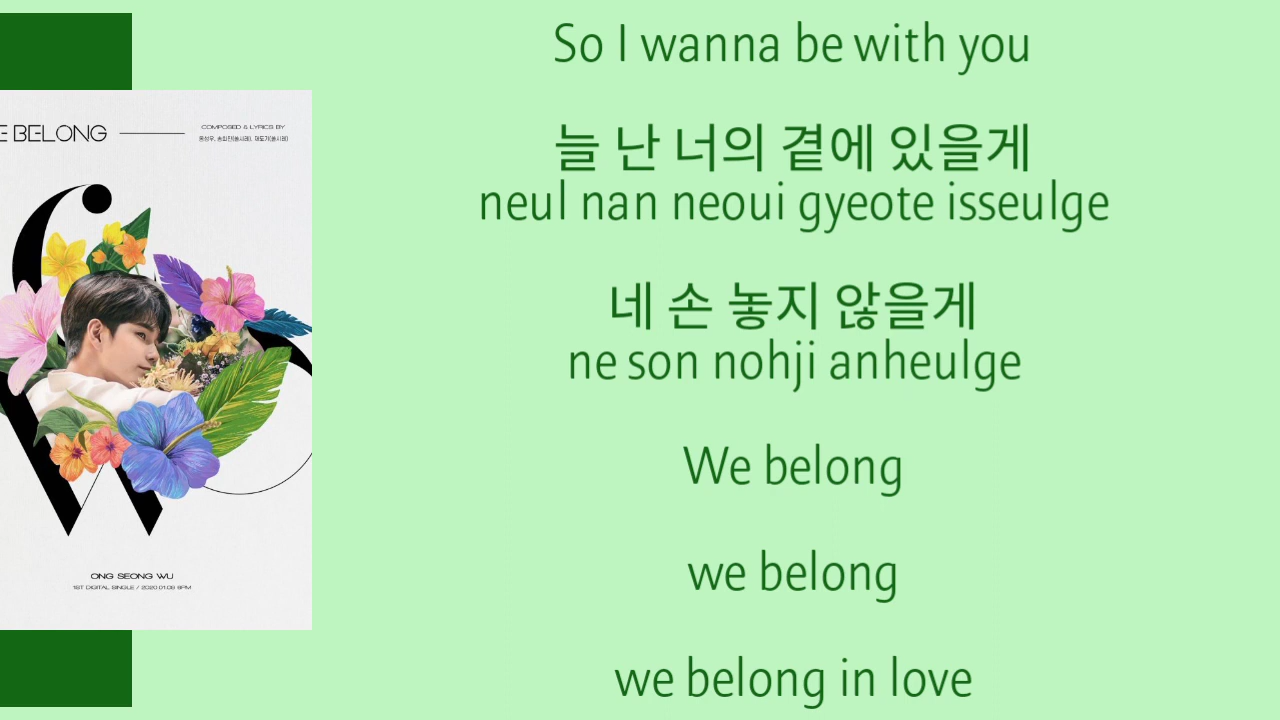 E BELONG
COMPOSED & LYRICS BY
So I wanna be with you
늘 난 너의 곁에 있을게
neul nan neoui gyeote isseulge
네 손 놓지 않을게
ne son nohji anheulge
We belong
we belong
we belong in love
ONG SEONG WU
1ST DIGITAL SINGLE / 2020.01.08 6PM